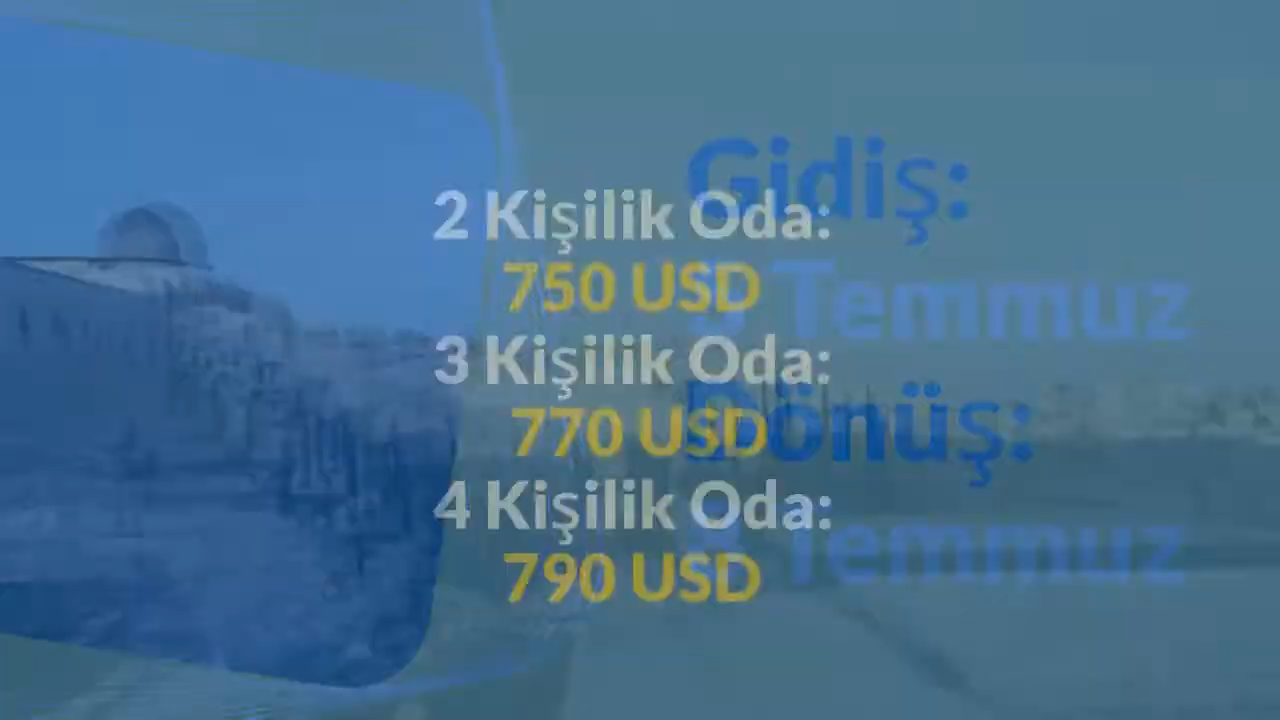 2 Kişilik Oda:
750 USD
3 Kişilik Oda:
770 USD
4 Kişilik Oda:
790 USD
Gidiş:
Temmuz
Dönüş:
Temmuz